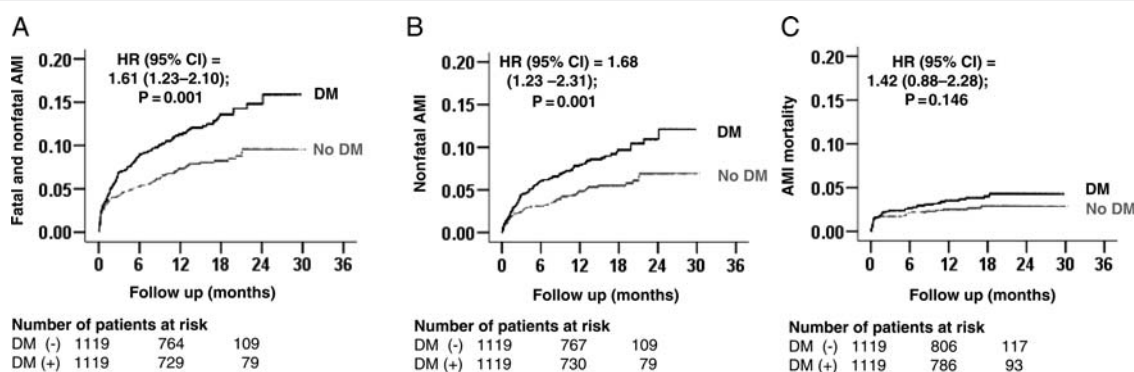 A
Fatal and nonfatal AMI
0.20
0.15
0.10
0.05
0.00
HR (95% CI) =
1.61 (1.23–2.10);
P = 0.001
DM
No DM
0 6 12 18 24 30 36
Follow up (months)
Number of patients at risk
DM (-) 1119 764 109
DM (+) 1119 729 79
B
Nonfatal AMI
0.20
0.15
0.10
0.05
0.00
HR (95% CI) = 1.68
(1.23 –2.31);
P = 0.001
DM
No DM
0 6 12 18 24 30 36
Follow up (months)
Number of patients at risk
DM (-) 1119 767 109
DM (+) 1119 730 79
C
AMI mortality
0.20
0.15
0.10
0.05
0.00
HR (95% CI) =
1.42 (0.88–2.28);
P = 0.146
DM
No DM
0 6 12 18 24 30 36
Follow up (months)
Number of patients at risk
DM (-) 1119 806 117
DM (+) 1119 786 93